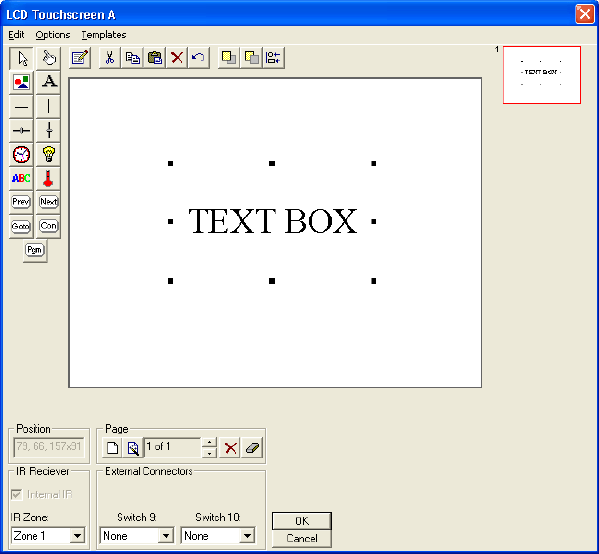 LCD Touchscreen A
Edit Options Templates
1
TEXT BOX
A
ABC
Prev Next
Goto Con
Pgm
TEXT BOX
Position
79, 66, 157x91
Page
1 of 1
IR Reciever
Internal IR
IR Zone:
Zone 1
External Connectors
Switch 9: Switch 10:
None None
OK
Cancel